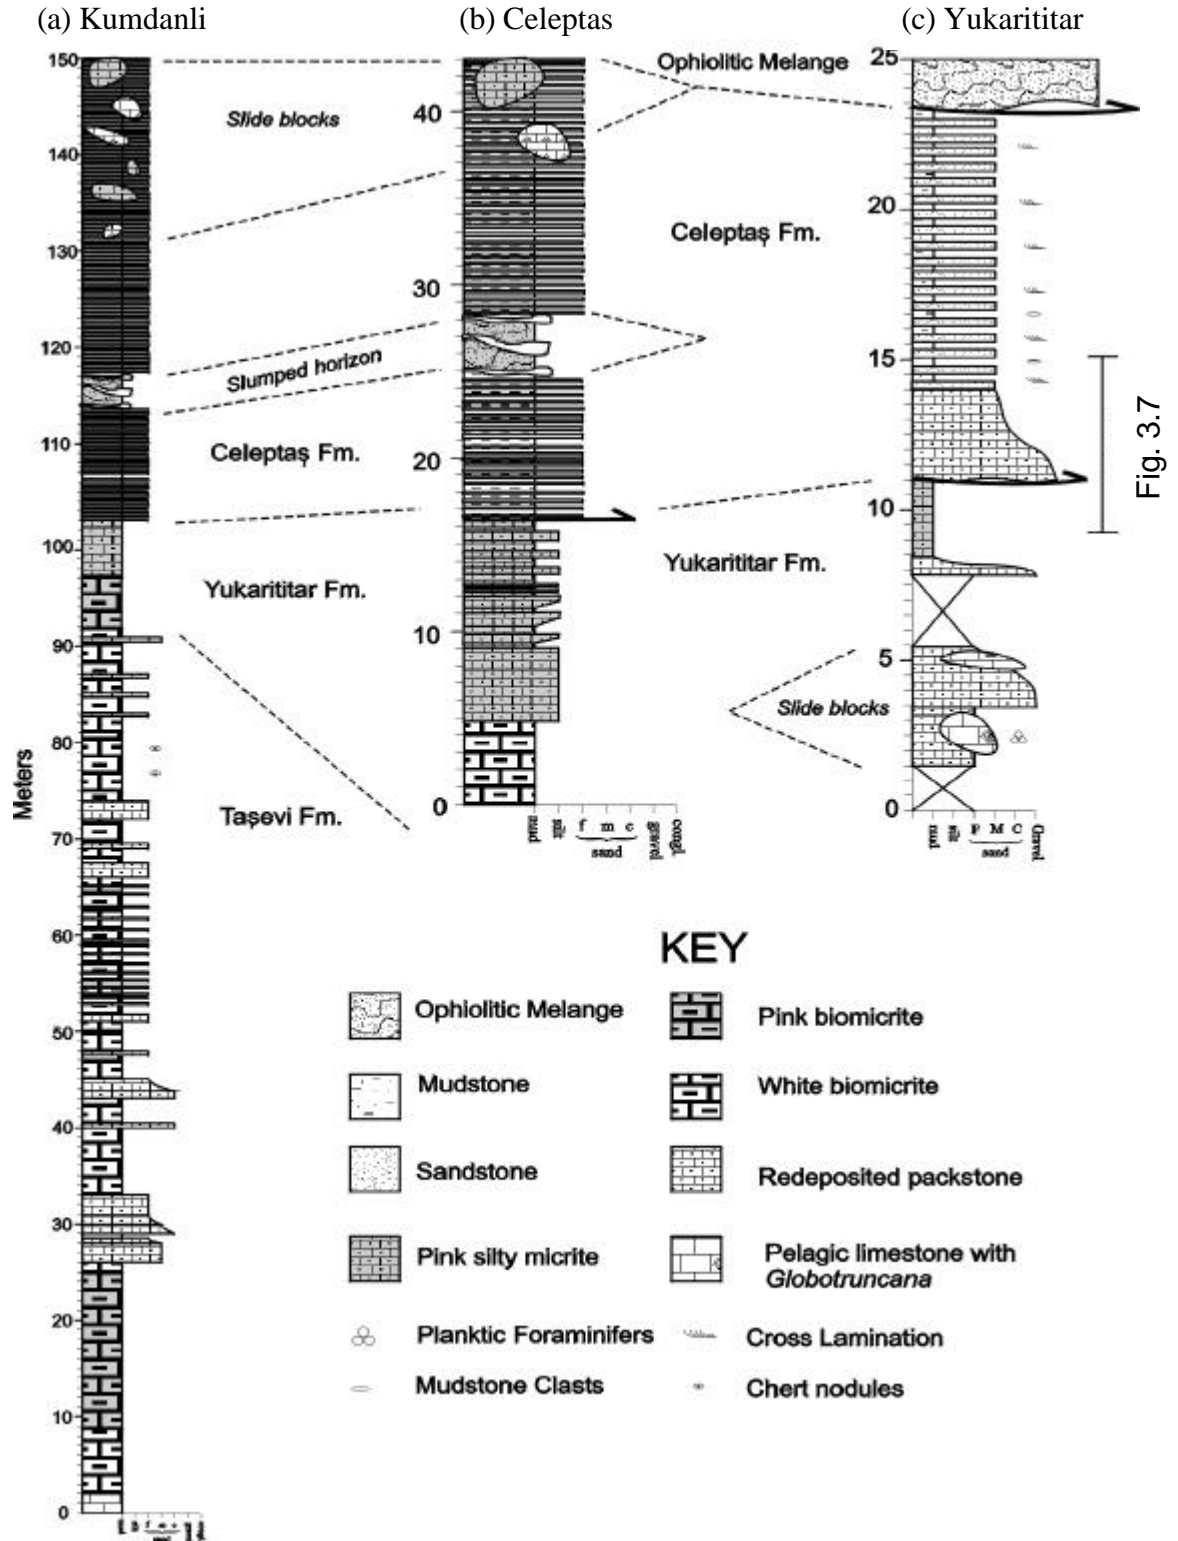 (a) Kumdanli
(b) Celeptas
(c) Yukarititar
150
140
130
120
110
100
90
80
70
60
50
40
30
20
10
0
Meters
Slide blocks
Slumped horizon
Celeptaş Fm.
Yukarititar Fm.
Taşevi Fm.
40
30
20
10
0
mud
silt
f m c
sand
gravel
congl.
Ophiolitic Melange
Celeptaş Fm.
Yukarititar Fm.
Slide blocks
25
20
15
10
5
0
mud
silt
F M C
sand
Gravel
Fig. 3.7
KEY
Ophiolitic Melange
Pink biomicrite
Mudstone
White biomicrite
Sandstone
Redeposited packstone
Pink silty micrite
Pelagic limestone with
Globotruncana
Planktic Foraminifers
Cross Lamination
Mudstone Clasts
Chert nodules